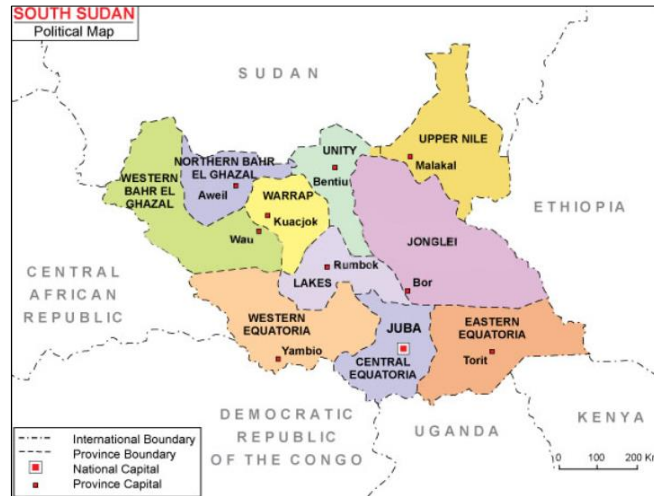 SOUTH SUDAN
Political Map
SUDAN
UPPER NILE
Malakal
UNITY
Bentiu
NORTHERN BAHR
EL GHAZAL
Aweil
WESTERN
BAHR EL
GHAZAL
WARRAP
Kuacjok
Wau
ETHIOPIA
JONGLEI
Rumbek
LAKES
Bor
CENTRAL
AFRICAN
REPUBLIC
WESTERN
EQUATORIA
Yambio
JUBA
CENTRAL
EQUATORIA
EASTERN
EQUATORIA
Torit
DEMOCRATIC
REPUBLIC
OF THE CONGO
UGANDA
KENYA
International Boundary
Province Boundary
National Capital
Province Capital
0 100 200 Km